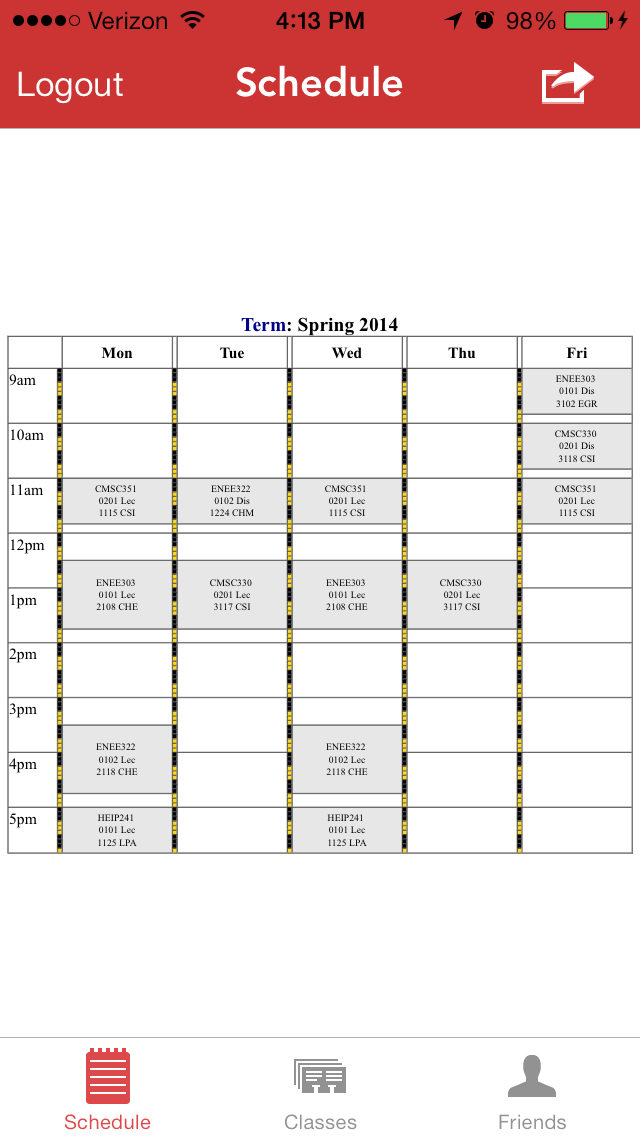 Verizon 4:13 PM 98%
Logout Schedule
Term: Spring 2014
Mon Tue Wed Thu Fri
9am
ENEE303
0101 Dis
3102 EGR
10am
CMSC330
0201 Dis
3118 CSI
11am
CMSC351
0201 Lec
1115 CSI
ENEE322
0102 Dis
1224 CHM
CMSC351
0201 Lec
1115 CSI
CMSC351
0201 Lec
1115 CSI
12pm
ENEE303
0101 Lec
2108 CHE
CMSC330
0201 Lec
3117 CSI
ENEE303
0101 Lec
2108 CHE
CMSC330
0201 Lec
3117 CSI
1pm
2pm
3pm
ENEE322
0102 Lec
2118 CHE
ENEE322
0102 Lec
2118 CHE
4pm
5pm
HEIP241
0101 Lec
1125 LPA
HEIP241
0101 Lec
1125 LPA
Schedule Classes Friends